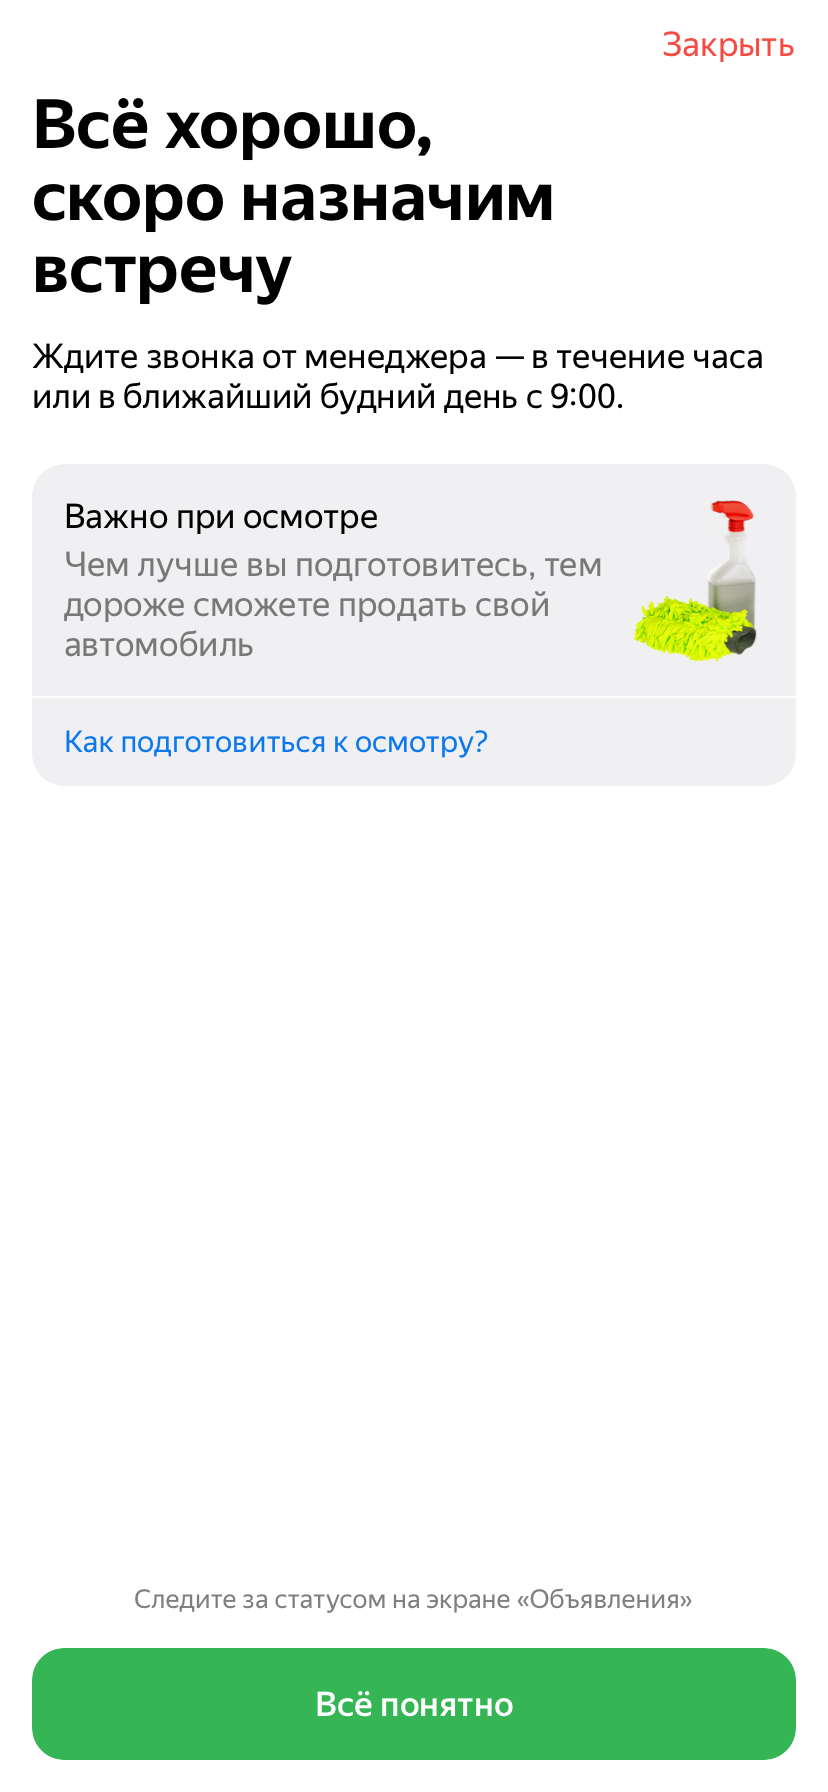 Закрыть
Всё хорошо,
скоро назначим
встречу
Ждите звонка от менеджера — в течение часа
или в ближайший будний день с 9:00.
Важно при осмотре
Чем лучше вы подготовитесь, тем
дороже сможете продать свой
автомобиль
Как подготовиться к осмотру?
Следите за статусом на экране «Объявления»
Всё понятно